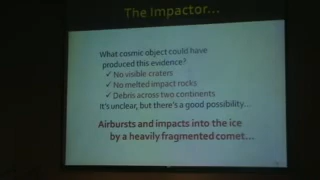 The Impactor...
What cosmic object could have
produced this evidence?
✓ No visible craters
✓ No melted impact rocks
✓ Debris across two continents
It's unclear, but there's a good possibility...
Airbursts and impacts into the ice
by a heavily fragmented comet...